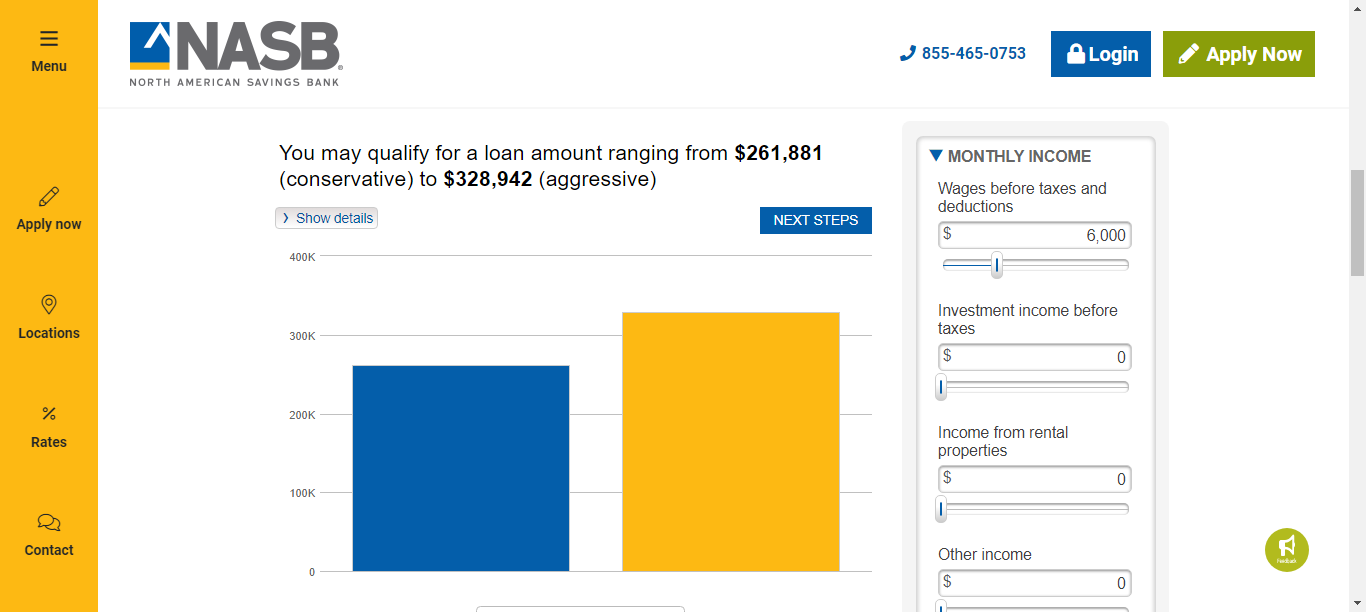 Menu
Apply now
Locations
Rates
Contact
NASB®
NORTH AMERICAN SAVINGS BANK
855-465-0753
Login
Apply Now
You may qualify for a loan amount ranging from $261,881
(conservative) to $328,942 (aggressive)
Show details
NEXT STEPS
400K
300K
200K
100K
0
MONTHLY INCOME
Wages before taxes and
deductions
$ 6,000
Investment income before
taxes
$ 0
Income from rental
properties
$ 0
Other income
$ 0
Feedback